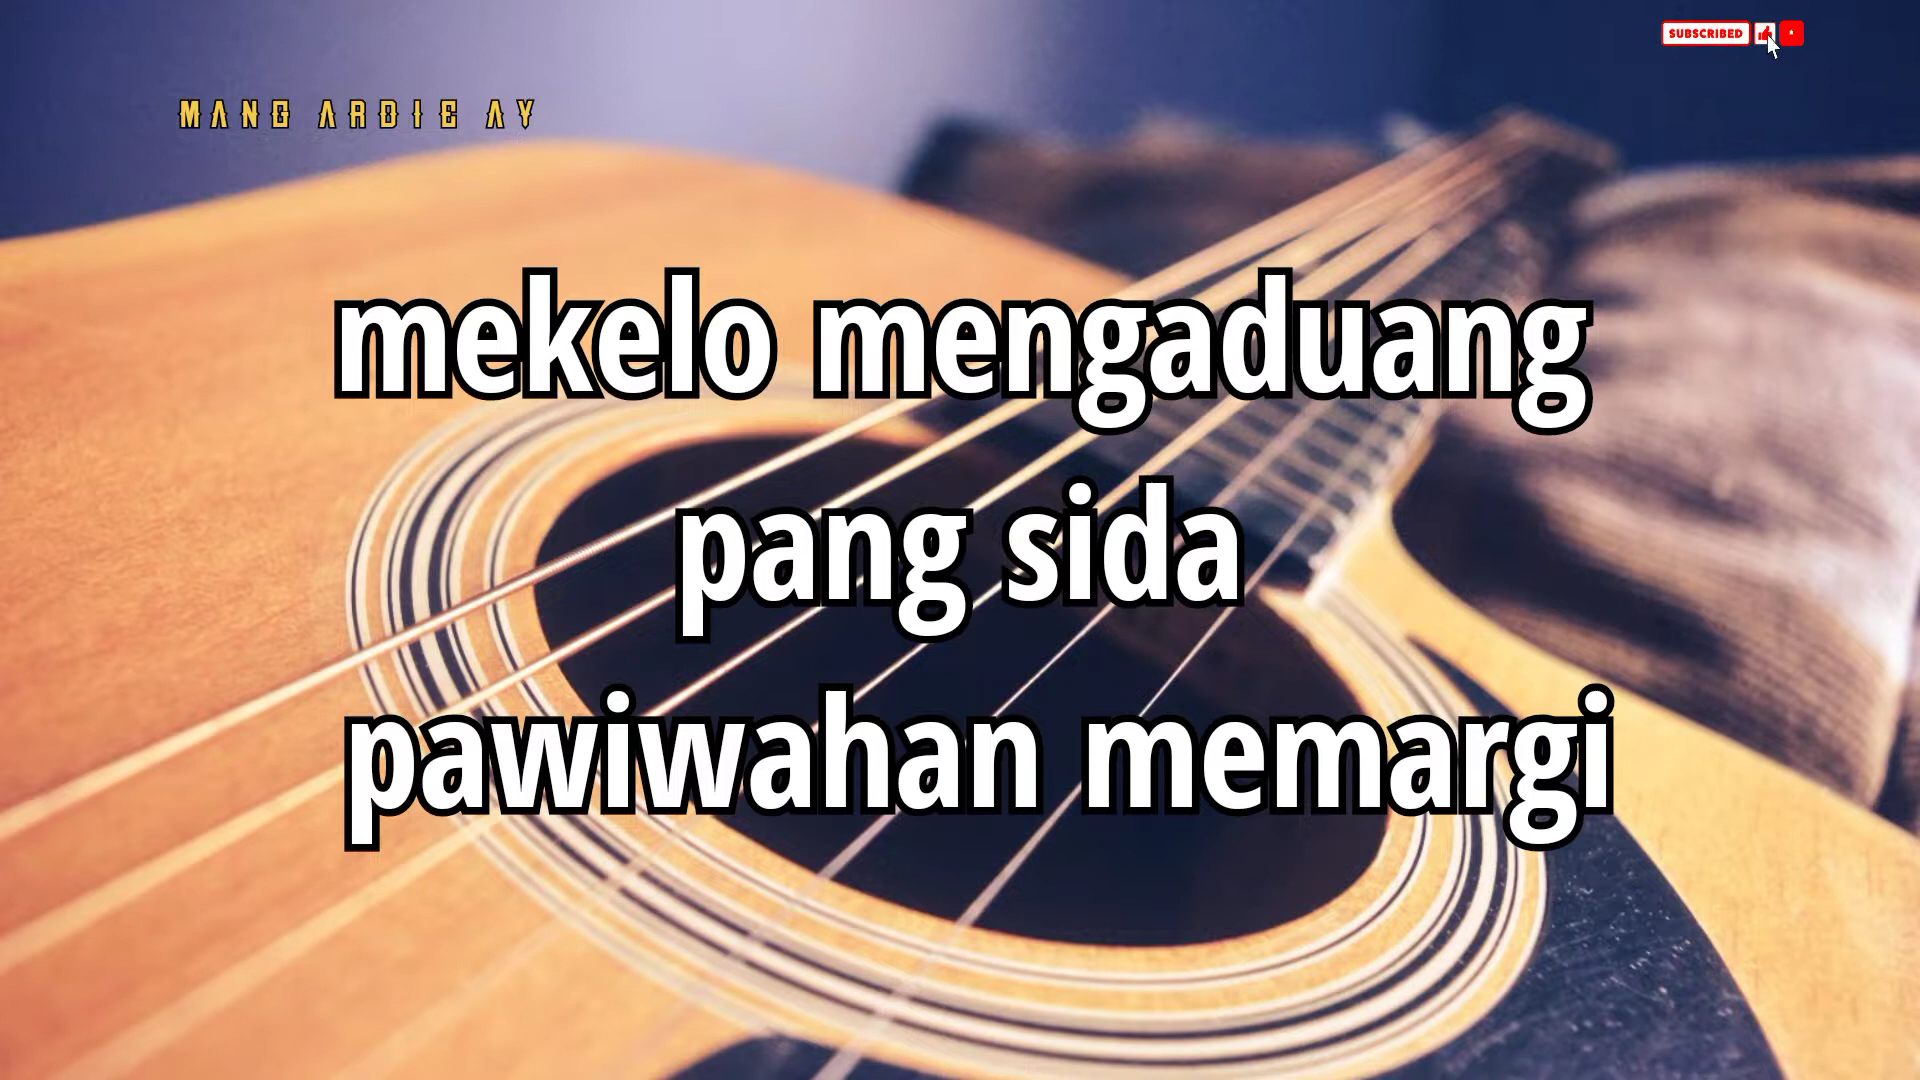 SUBSCRIBED
MANG ARDIE AY
mekelo mengaduang
pang sida
pawiwahan memargi